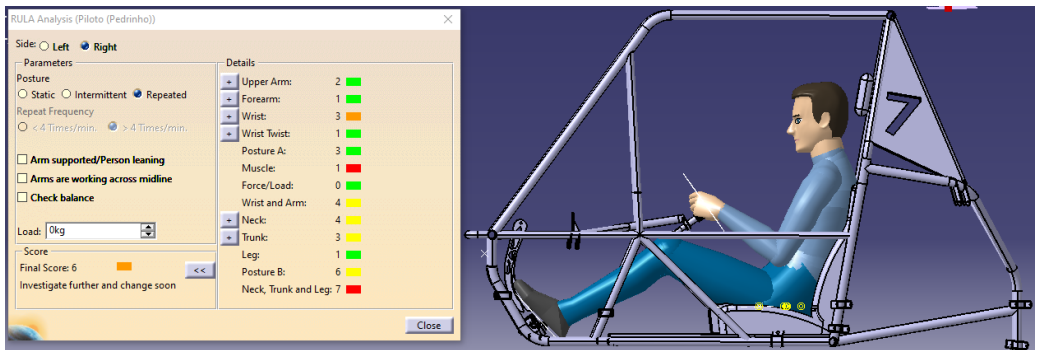 RULA Analysis (Piloto (Pedrinho))
Side: Left Right
Parameters
Posture
Static Intermittent Repeated
Repeat Frequency
< 4 Times/min. > 4 Times/min.
Arm supported/Person leaning
Arms are working across midline
Check balance
Load: 0kg
Score
Final Score: 6
<<
Investigate further and change soon
Details
+ Upper Arm: 2
+ Forearm: 1
+ Wrist: 3
+ Wrist Twist: 1
Posture A: 3
Muscle: 1
Force/Load: 0
Wrist and Arm: 4
+ Neck: 4
+ Trunk: 3
Leg: 1
Posture B: 6
Neck, Trunk and Leg: 7
Close
7